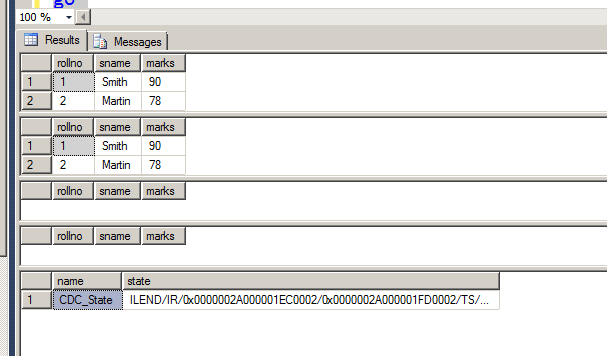 go
100 %
Results Messages
rollno sname marks
1 1 Smith 90
2 2 Martin 78
rollno sname marks
1 1 Smith 90
2 2 Martin 78
rollno sname marks
rollno sname marks
name state
1 CDC_State ILEND/IR/0x0000002A000001EC0002/0x0000002A000001FD0002/TS/...